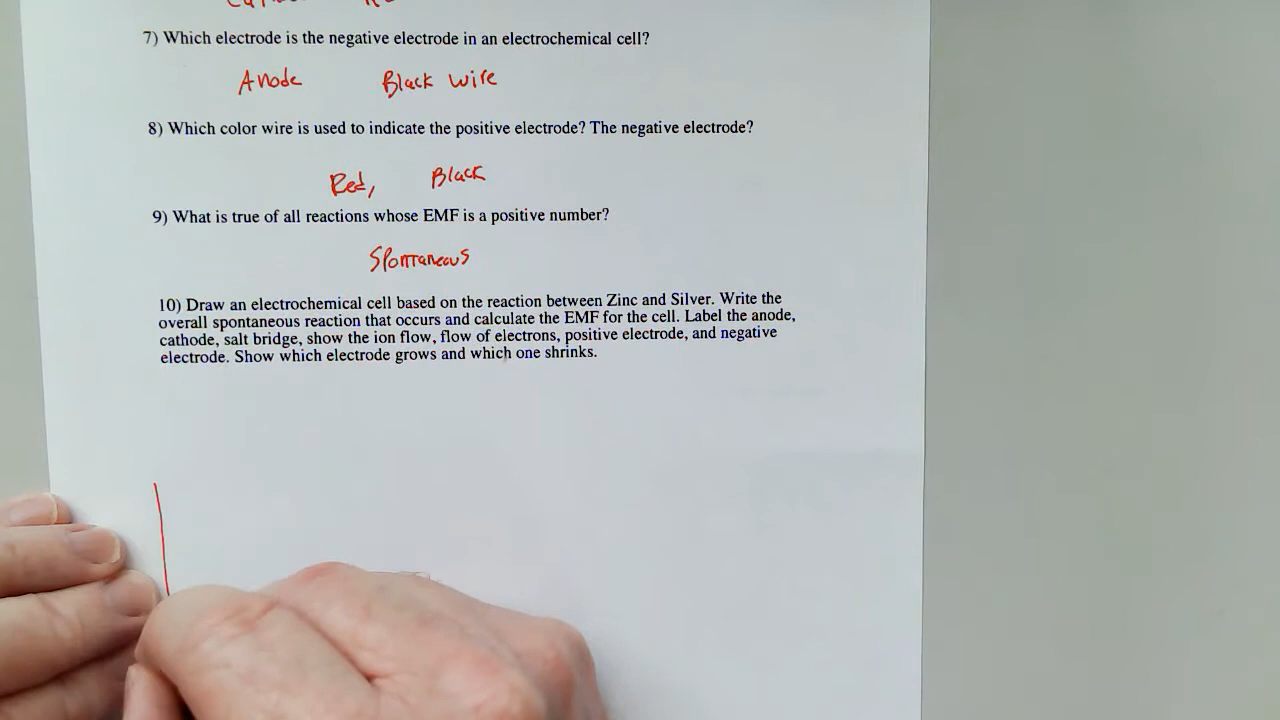 7) Which electrode is the negative electrode in an electrochemical cell?
Anode Black wire
8) Which color wire is used to indicate the positive electrode? The negative electrode?
Red, Black
9) What is true of all reactions whose EMF is a positive number?
Spontaneous
10) Draw an electrochemical cell based on the reaction between Zinc and Silver. Write the
overall spontaneous reaction that occurs and calculate the EMF for the cell. Label the anode,
cathode, salt bridge, show the ion flow, flow of electrons, positive electrode, and negative
electrode. Show which electrode grows and which one shrinks.